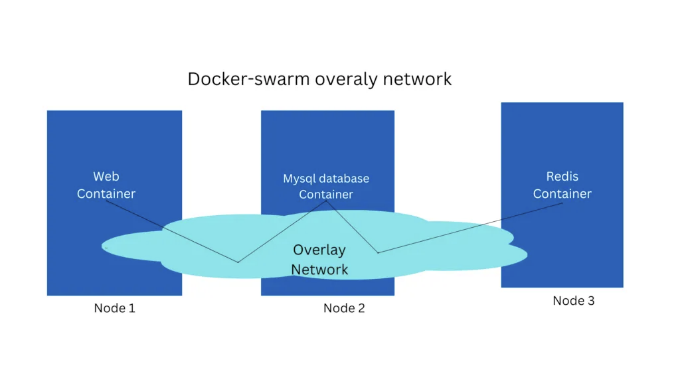 Docker-swarm overaly network
Web
Container
Mysql database
Container
Redis
Container
Overlay
Network
Node 1
Node 2
Node 3